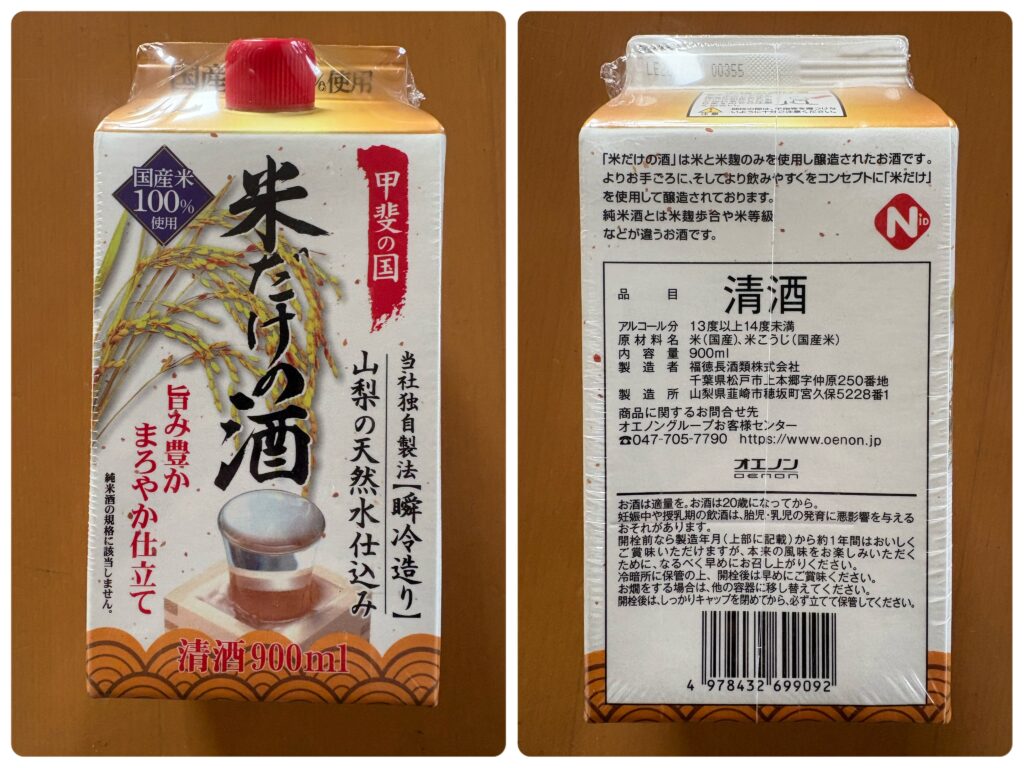 国産
%使用
国産米
100%
使用
甲斐の国
米だけの酒
当社独自製法【瞬冷造り】
山梨の天然水仕込み
旨み豊か
まろやか仕立て
純米酒の規格に該当しません。
清酒900ml
00355
「米だけの酒」は米と米麹のみを使用し醸造されたお酒です。
よりお手ごろに、そしてより飲みやすくをコンセプトに「米だけ」
を使用して醸造されております。
純米酒とは米麹歩合や米等級
などが違うお酒です。
N iD
品目 清酒
アルコール分 13度以上14度未満
原材料名 米(国産)、米こうじ(国産米)
内容量 900ml
製造者 福徳長酒類株式会社
千葉県松戸市上本郷字仲原250番地
製造所 山梨県韮崎市穂坂町宮久保5228番1
商品に関するお問合せ先
オエノングループお客様センター
☎047-705-7790 https://www.oenon.jp
オエノン
OENON
お酒は適量を。お酒は20歳になってから。
妊娠中や授乳期の飲酒は、胎児・乳児の発育に悪影響を与える
おそれがあります。
開栓前なら製造年月(上部に記載)から約1年間はおいしく
ご賞味いただけますが、本来の風味をお楽しみいただく
ために、なるべく早めにお召し上がりください。
冷暗所に保管の上、開栓後は早めにご賞味ください。
お燗をする場合は、他の容器に移し替えてください。
開栓後は、しっかりキャップを閉めてから、必ず立てて保管してください。
4 978432 699092